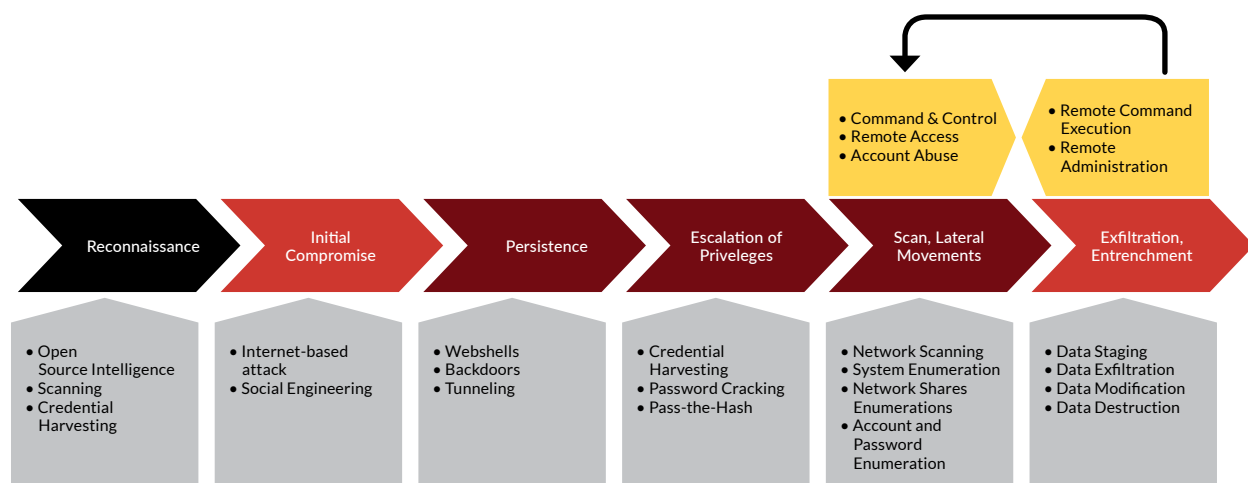 • Command & Control
• Remote Access
• Account Abuse
• Remote Command
Execution
• Remote
Administration
Reconnaissance
Initial
Compromise
Persistence
Escalation of
Priveleges
Scan, Lateral
Movements
Exfiltration,
Entrenchment
• Open
Source Intelligence
• Scanning
• Credential
Harvesting
• Internet-based
attack
• Social Engineering
• Webshells
• Backdoors
• Tunneling
• Credential
Harvesting
• Password Cracking
• Pass-the-Hash
• Network Scanning
• System Enumeration
• Network Shares
Enumerations
• Account and
Password
Enumeration
• Data Staging
• Data Exfiltration
• Data Modification
• Data Destruction